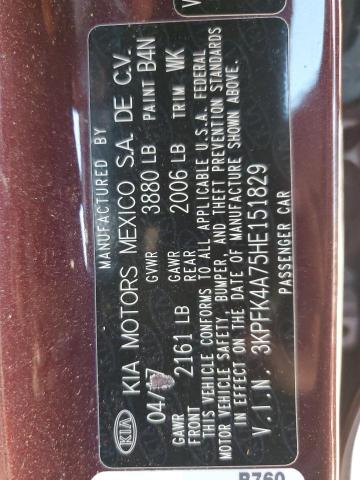 MANUFACTURED BY
KIA KIA MOTORS MEXICO S.A. DE C.V.
04/17 GVWR 3880 LB PAINT B4N
GAWR FRONT 2161 LB GAWR REAR 2006 LB TRIM WK
THIS VEHICLE CONFORMS TO ALL APPLICABLE U.S.A. FEDERAL
MOTOR VEHICLE SAFETY, BUMPER, AND THEFT PREVENTION STANDARDS
IN EFFECT ON THE DATE OF MANUFACTURE SHOWN ABOVE.
V.I.N. 3KPFK4A75HE151829
PASSENGER CAR
B760